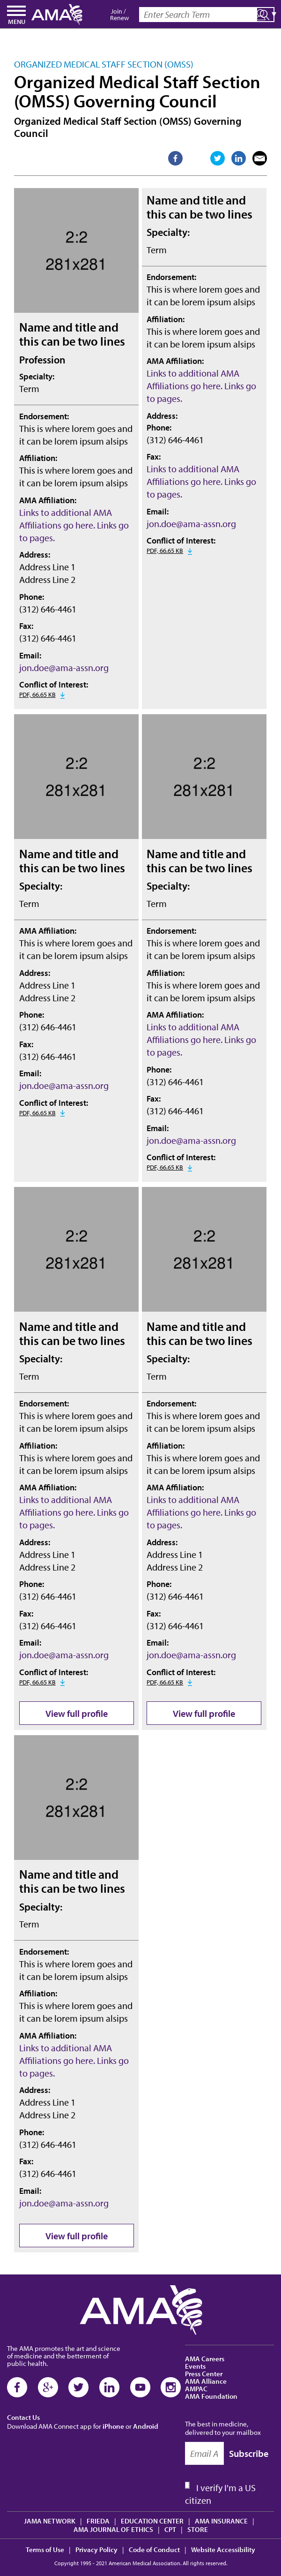 MENU
AMA
Join /
Renew
Enter Search Term
ORGANIZED MEDICAL STAFF SECTION (OMSS)
Organized Medical Staff Section
(OMSS) Governing Council
Organized Medical Staff Section (OMSS) Governing
Council
2:2
281x281
Name and title and
this can be two lines
Profession
Specialty:
Term
Endorsement:
This is where lorem goes and
it can be lorem ipsum alsips
Affiliation:
This is where lorem goes and
it can be lorem ipsum alsips
AMA Affiliation:
Links to additional AMA
Affiliations go here. Links go
to pages.
Address:
Address Line 1
Address Line 2
Phone:
(312) 646-4461
Fax:
(312) 646-4461
Email:
jon.doe@ama-assn.org
Conflict of Interest:
PDF, 66.65 KB
Name and title and
this can be two lines
Specialty:
Term
Endorsement:
This is where lorem goes and
it can be lorem ipsum alsips
Affiliation:
This is where lorem goes and
it can be lorem ipsum alsips
AMA Affiliation:
Links to additional AMA
Affiliations go here. Links go
to pages.
Address:
Phone:
(312) 646-4461
Fax:
Links to additional AMA
Affiliations go here. Links go
to pages.
Email:
jon.doe@ama-assn.org
Conflict of Interest:
PDF, 66.65 KB
2:2
281x281
Name and title and
this can be two lines
Specialty:
Term
AMA Affiliation:
This is where lorem goes and
it can be lorem ipsum alsips
Address:
Address Line 1
Address Line 2
Phone:
(312) 646-4461
Fax:
(312) 646-4461
Email:
jon.doe@ama-assn.org
Conflict of Interest:
PDF, 66.65 KB
2:2
281x281
Name and title and
this can be two lines
Specialty:
Term
Endorsement:
This is where lorem goes and
it can be lorem ipsum alsips
Affiliation:
This is where lorem goes and
it can be lorem ipsum alsips
AMA Affiliation:
Links to additional AMA
Affiliations go here. Links go
to pages.
Phone:
(312) 646-4461
Fax:
(312) 646-4461
Email:
jon.doe@ama-assn.org
Conflict of Interest:
PDF, 66.65 KB
2:2
281x281
Name and title and
this can be two lines
Specialty:
Term
Endorsement:
This is where lorem goes and
it can be lorem ipsum alsips
Affiliation:
This is where lorem goes and
it can be lorem ipsum alsips
AMA Affiliation:
Links to additional AMA
Affiliations go here. Links go
to pages.
Address:
Address Line 1
Address Line 2
Phone:
(312) 646-4461
Fax:
(312) 646-4461
Email:
jon.doe@ama-assn.org
Conflict of Interest:
PDF, 66.65 KB
View full profile
2:2
281x281
Name and title and
this can be two lines
Specialty:
Term
Endorsement:
This is where lorem goes and
it can be lorem ipsum alsips
Affiliation:
This is where lorem goes and
it can be lorem ipsum alsips
AMA Affiliation:
Links to additional AMA
Affiliations go here. Links go
to pages.
Address:
Address Line 1
Address Line 2
Phone:
(312) 646-4461
Fax:
(312) 646-4461
Email:
jon.doe@ama-assn.org
Conflict of Interest:
PDF, 66.65 KB
View full profile
2:2
281x281
Name and title and
this can be two lines
Specialty:
Term
Endorsement:
This is where lorem goes and
it can be lorem ipsum alsips
Affiliation:
This is where lorem goes and
it can be lorem ipsum alsips
AMA Affiliation:
Links to additional AMA
Affiliations go here. Links go
to pages.
Address:
Address Line 1
Address Line 2
Phone:
(312) 646-4461
Fax:
(312) 646-4461
Email:
jon.doe@ama-assn.org
View full profile
AMA
The AMA promotes the art and science
of medicine and the betterment of
public health.
Contact Us
Download AMA Connect app for iPhone or Android
AMA Careers
Events
Press Center
AMA Alliance
AMPAC
AMA Foundation
The best in medicine,
delivered to your mailbox
Email A
Subscribe
I verify I'm a US
citizen
JAMA NETWORK | FRIEDA | EDUCATION CENTER | AMA INSURANCE |
AMA JOURNAL OF ETHICS | CPT | STORE
Terms of Use | Privacy Policy | Code of Conduct | Website Accessibility
Copyright 1995 - 2021 American Medical Association. All rights reserved.